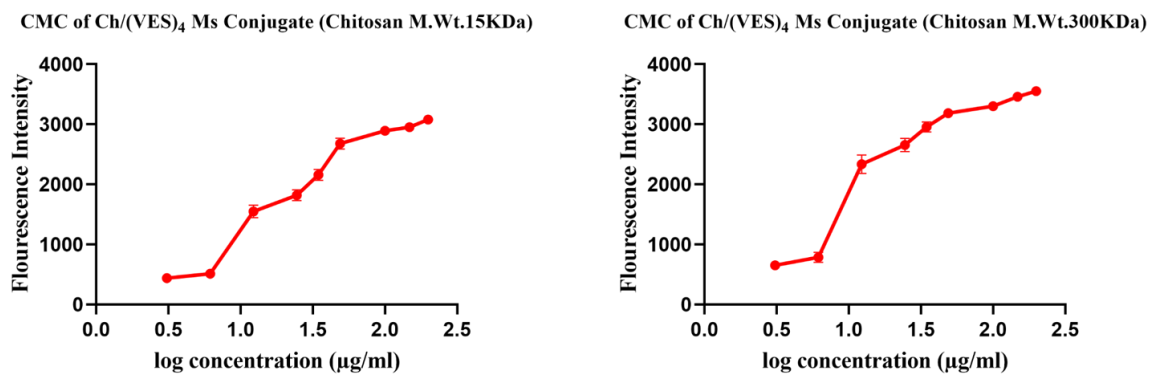 CMC of Ch/(VES)4 Ms Conjugate (Chitosan M.Wt.15KDa)
4000
3000
2000
1000
0
Flourescence Intensity
0.0 0.5 1.0 1.5 2.0 2.5
log concentration (µg/ml)
CMC of Ch/(VES)4 Ms Conjugate (Chitosan M.Wt.300KDa)
4000
3000
2000
1000
0
Flourescence Intensity
0.0 0.5 1.0 1.5 2.0 2.5
log concentration (µg/ml)